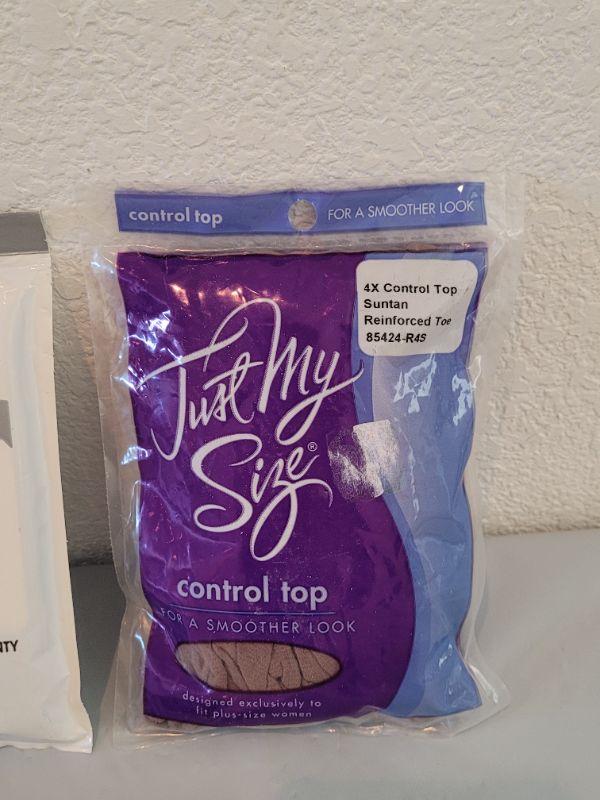 control top
FOR A SMOOTHER LOOK
4X Control Top
Suntan
Reinforced Toe
85424-R4S
Just My
Size®
control top
FOR A SMOOTHER LOOK
designed exclusively to
fit plus-size women